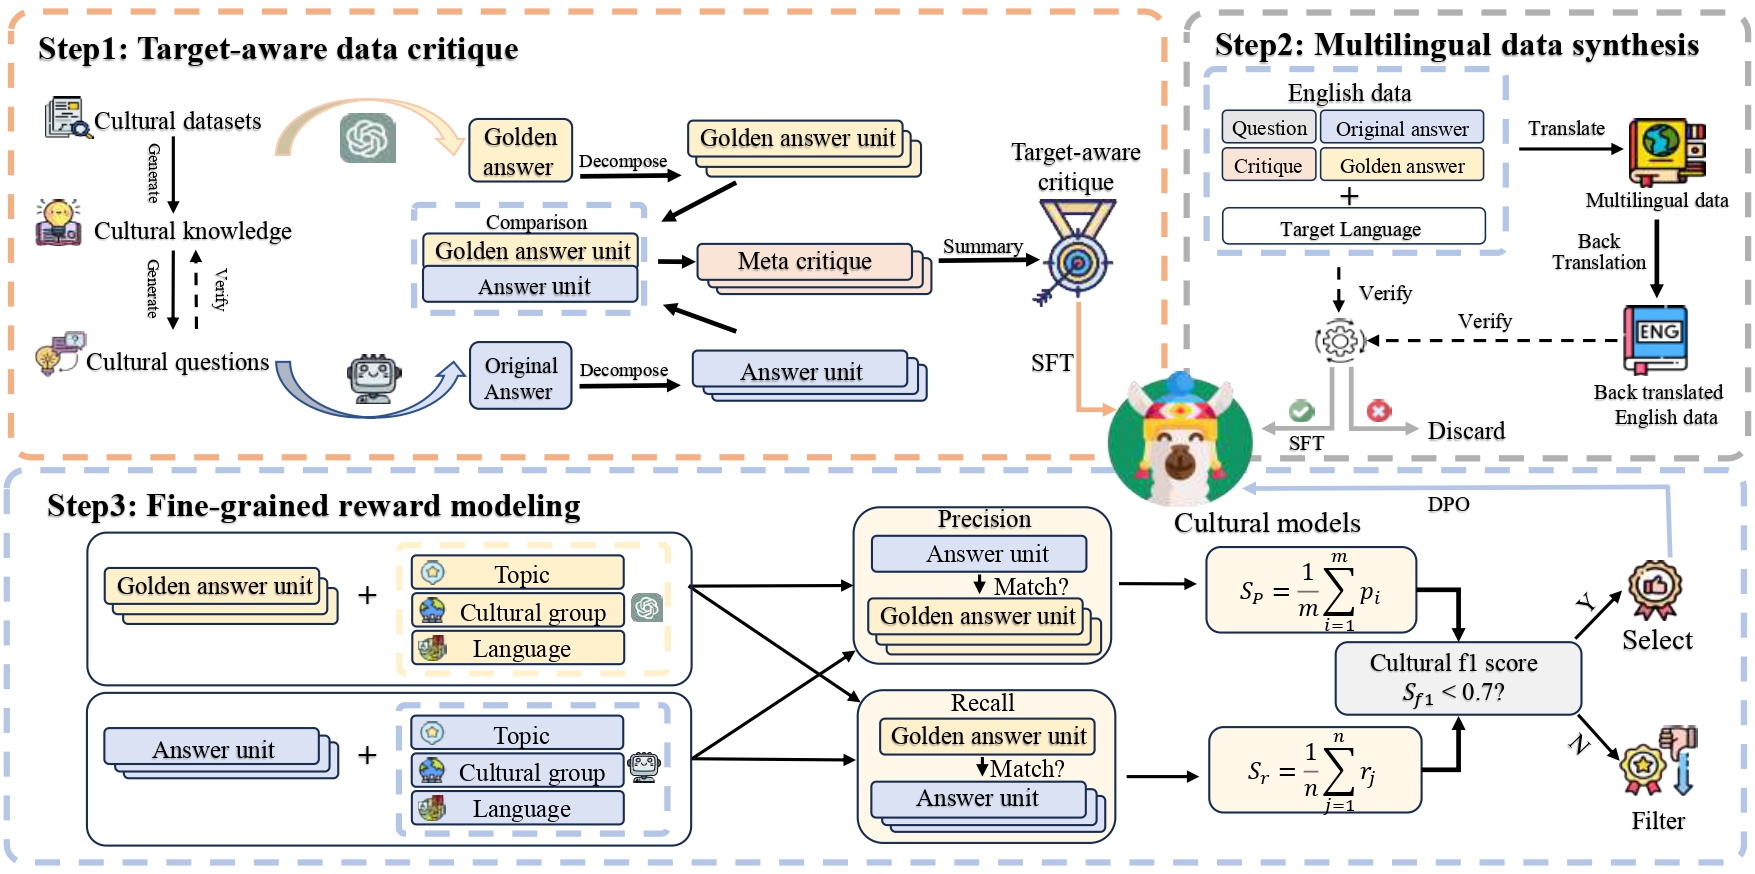 Step1: Target-aware data critique
Cultural datasets
Generate
Cultural knowledge
Generate
Verify
Cultural questions
Golden
answer
Decompose
Golden answer unit
Comparison
Golden answer unit
Answer unit
Meta critique
Summary
Target-aware
critique
Original
Answer
Decompose
Answer unit
SFT
Step2: Multilingual data synthesis
English data
Question
Original answer
Critique
Golden answer
+
Target Language
Translate
Multilingual data
Back
Translation
Verify
Verify
ENG
Back translated
English data
SFT
Discard
Step3: Fine-grained reward modeling
Golden answer unit
+
Topic
Cultural group
Language
Answer unit
+
Topic
Cultural group
Language
Precision
Answer unit
Match?
Golden answer unit
Recall
Golden answer unit
Match?
Answer unit
Cultural models
DPO
S_P = \frac{1}{m} \sum_{i=1}^{m} p_i
S_r = \frac{1}{n} \sum_{j=1}^{n} r_j
Cultural f1 score
S_{f1} < 0.7?
Y
Select
N
Filter